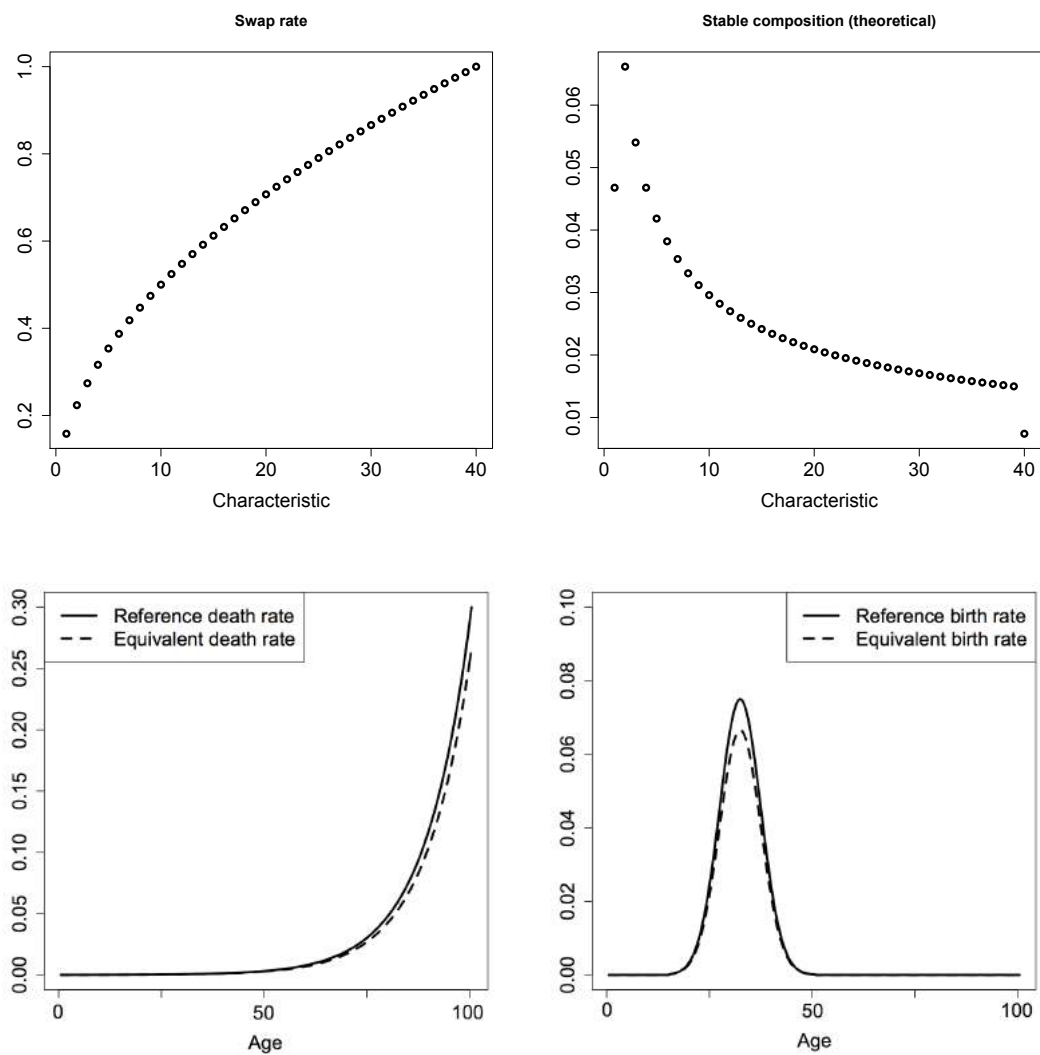 Swap rate
1.0
0.8
0.6
0.4
0.2
0 10 20 30 40
Characteristic
Stable composition (theoretical)
0.06
0.05
0.04
0.03
0.02
0.01
0 10 20 30 40
Characteristic
Reference death rate
Equivalent death rate
0.30
0.25
0.20
0.15
0.10
0.05
0.00
0 50 100
Age
Reference birth rate
Equivalent birth rate
0.10
0.08
0.06
0.04
0.02
0.00
0 50 100
Age